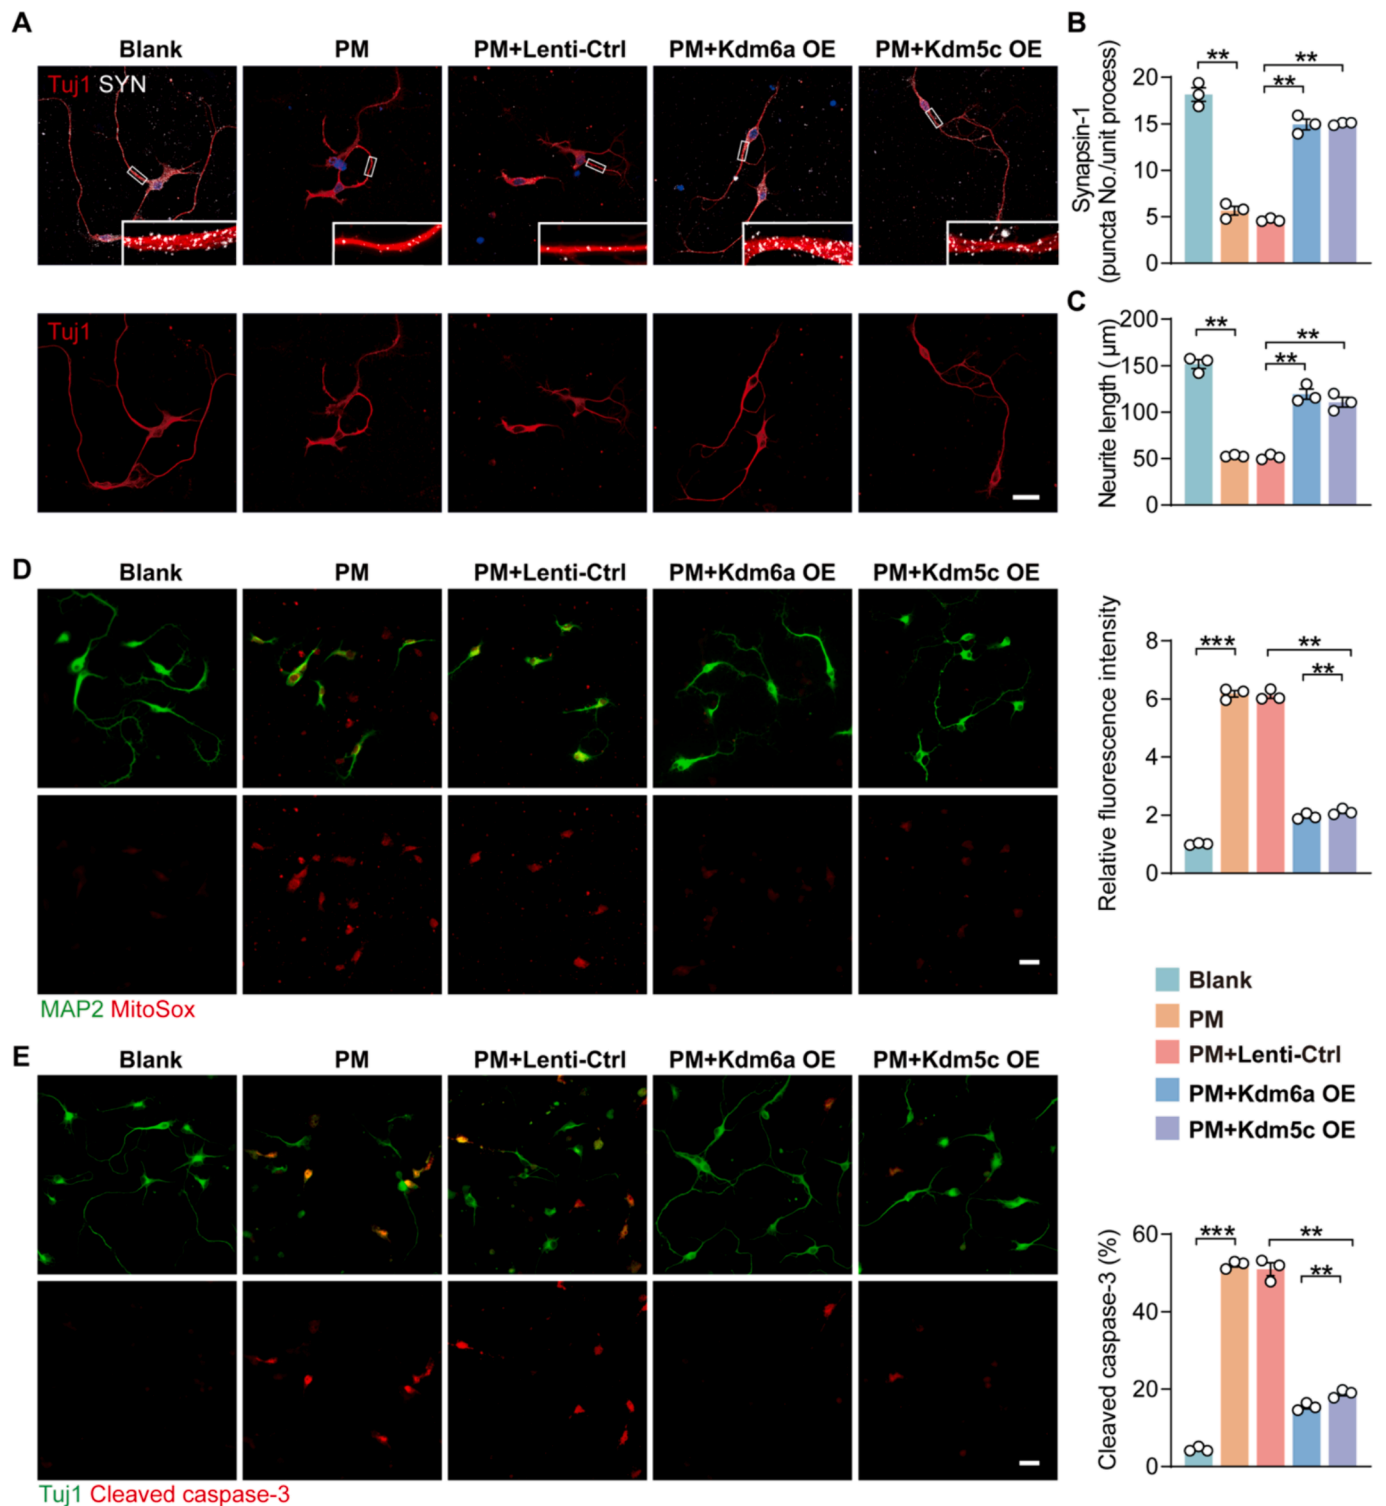 A
Blank PM PM+Lenti-Ctrl PM+Kdm6a OE PM+Kdm5c OE
Tuj1 SYN
Tuj1
B
Synapsin-1
(puncta No./unit process)
20
15
10
5
0
**
**
**
C
Neurite length (μm)
200
150
100
50
0
**
**
**
D
Blank PM PM+Lenti-Ctrl PM+Kdm6a OE PM+Kdm5c OE
MAP2 MitoSox
Relative fluorescence intensity
8
6
4
2
0
***
**
**
Blank
PM
PM+Lenti-Ctrl
PM+Kdm6a OE
PM+Kdm5c OE
E
Blank PM PM+Lenti-Ctrl PM+Kdm6a OE PM+Kdm5c OE
Tuj1 Cleaved caspase-3
Cleaved caspase-3 (%)
60
40
20
0
***
**
**